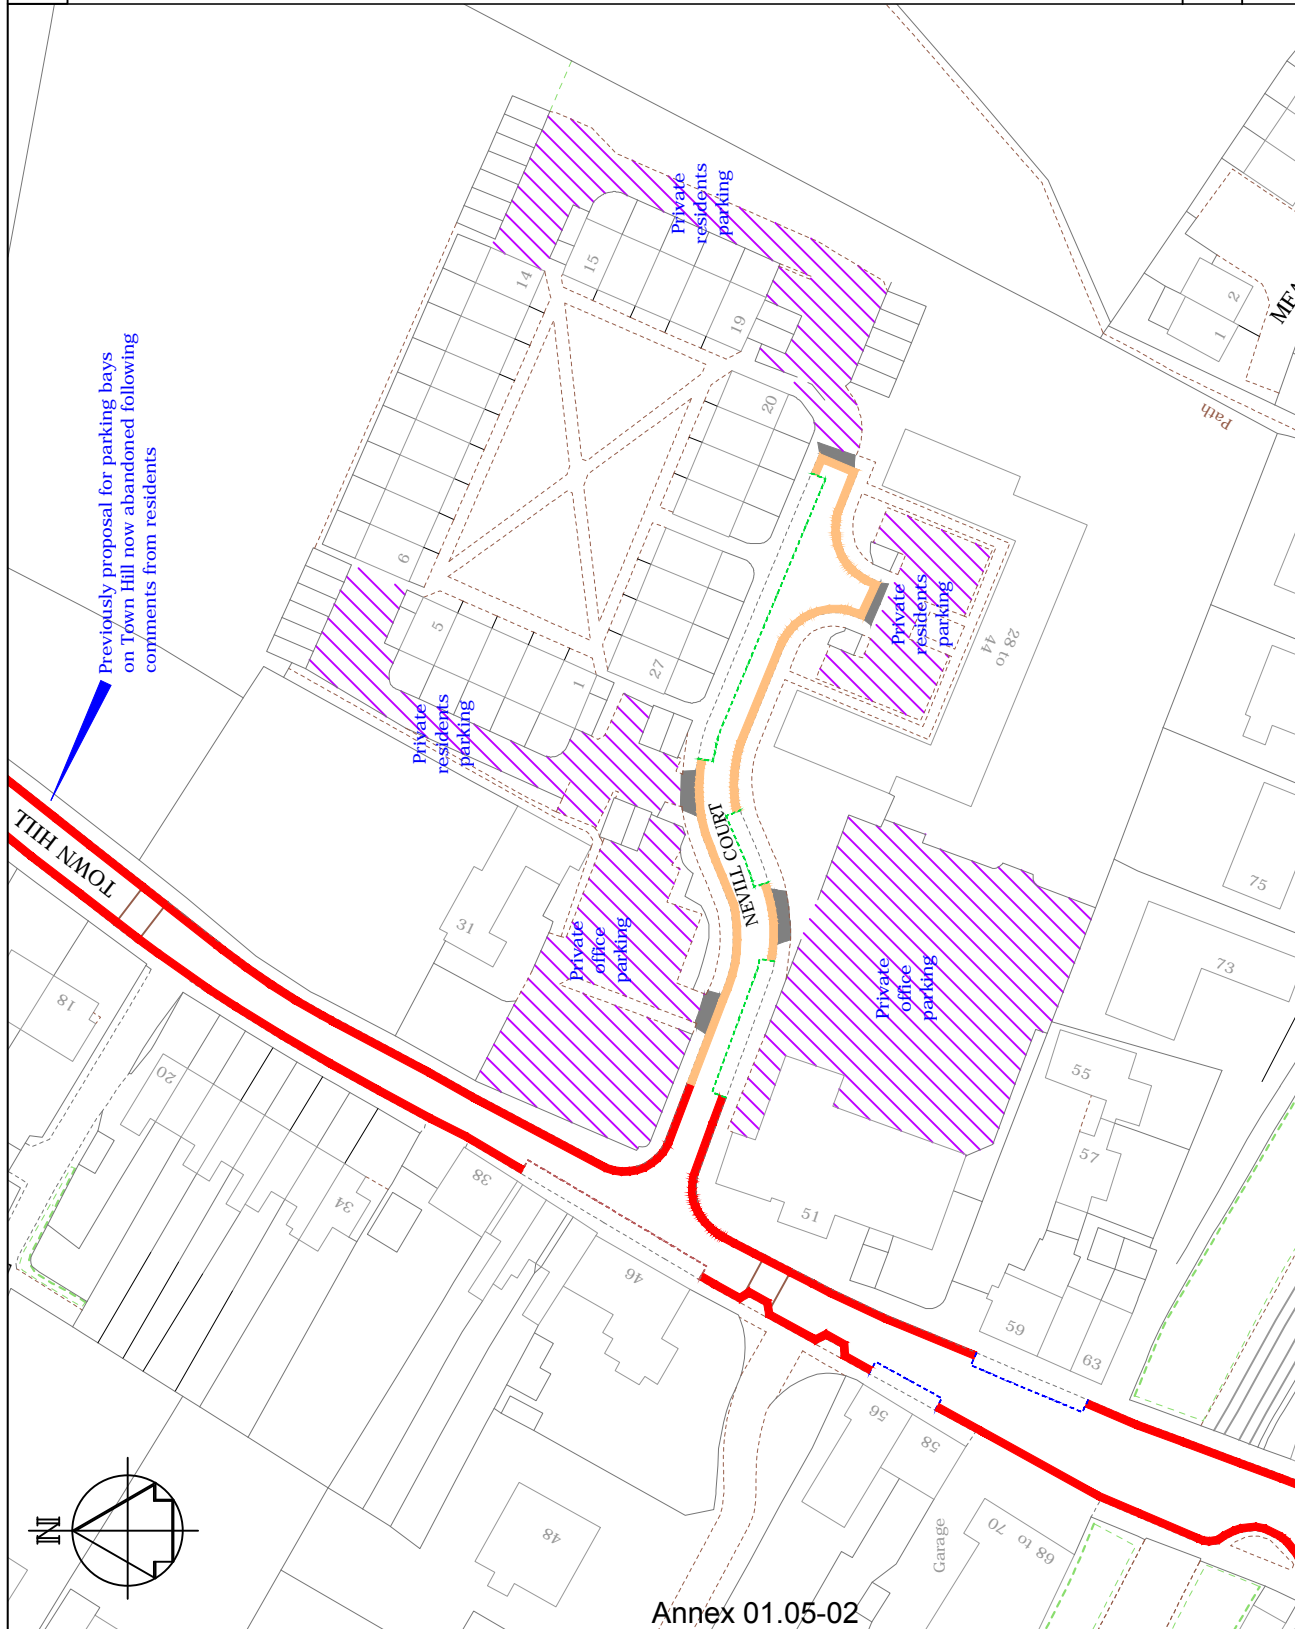 Previously proposal for parking bays
on Town Hill now abandoned following
comments from residents
TOWN HILL
NEVILL COURT
Private
residents
parking
Private
residents
parking
Private
residents
parking
Private
office
parking
Private
office
parking
14
15
19
20
6
5
1
27
28 to
44
31
18
20
34
38
46
48
51
55
57
59
63
73
75
56
58
68 to 70
Garage
Path
1
2
N
Annex 01.05-02